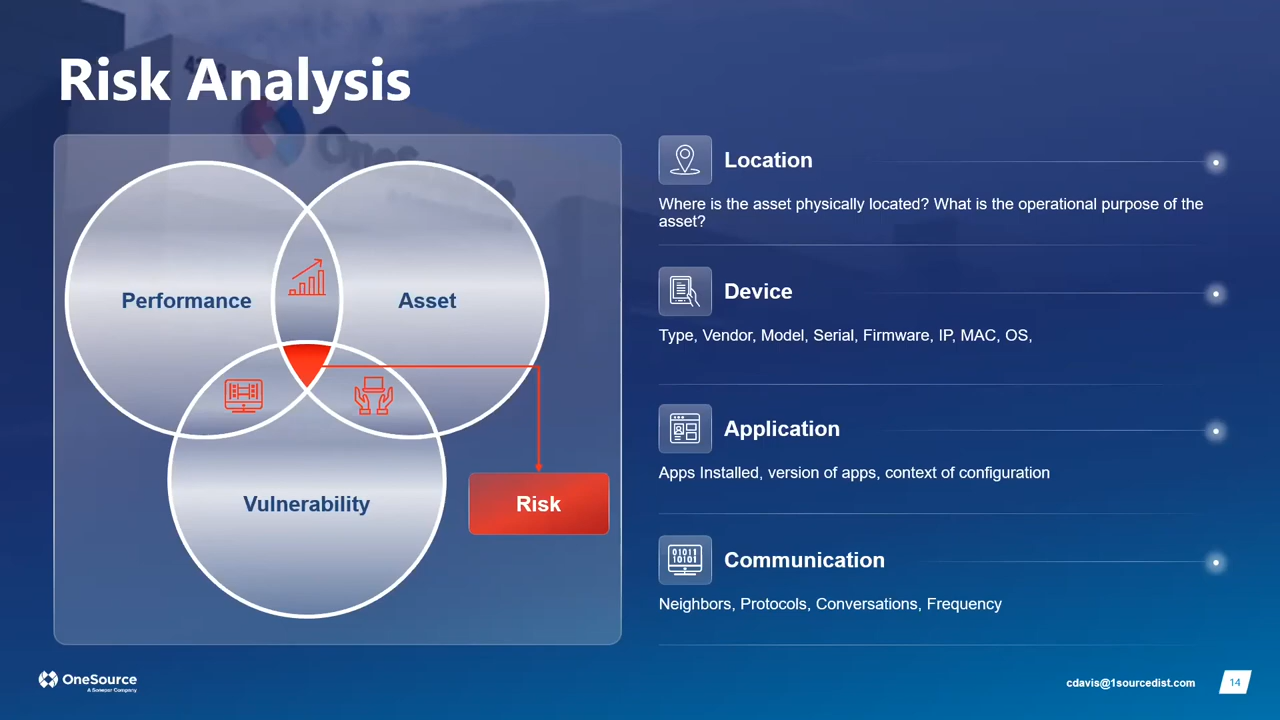 Risk Analysis
Performance
Asset
Vulnerability
Risk
Location
Where is the asset physically located? What is the operational purpose of the
asset?
Device
Type, Vendor, Model, Serial, Firmware, IP, MAC, OS,
Application
Apps Installed, version of apps, context of configuration
01011
10101
Communication
Neighbors, Protocols, Conversations, Frequency
OneSource
A Sonepar Company
cdavis@1sourcedist.com
14